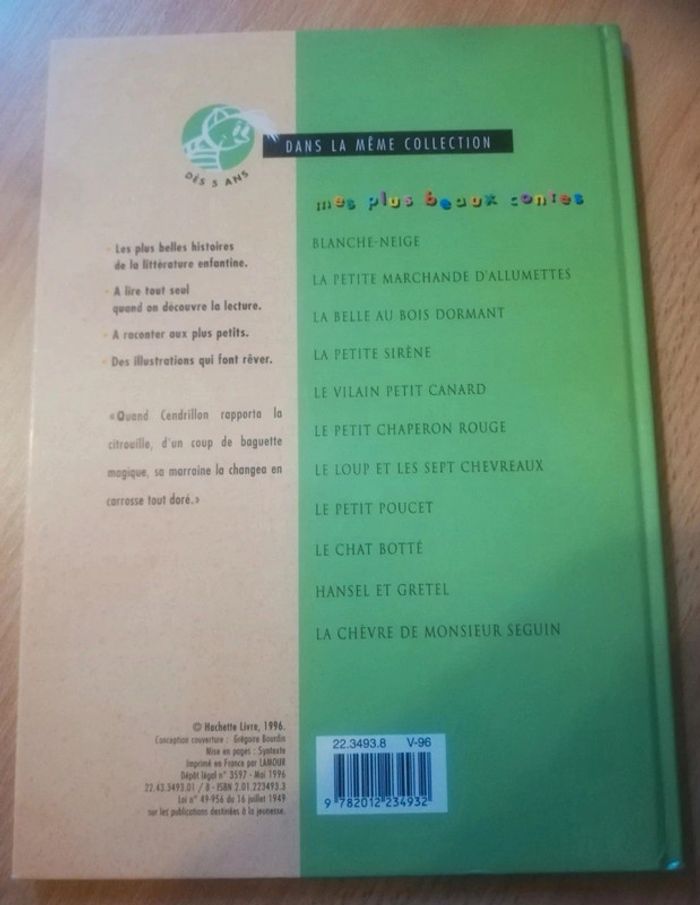 DÈS 5 ANS
DANS LA MÊME COLLECTION
mes plus beaux contes
• Les plus belles histoires
de la littérature enfantine.
• A lire tout seul
quand on découvre la lecture.
• A raconter aux plus petits.
• Des illustrations qui font rêver.
«Quand Cendrillon rapporta la
citrouille, d'un coup de baguette
magique, sa marraine la changea en
carrosse tout doré.»
BLANCHE-NEIGE
LA PETITE MARCHANDE D'ALLUMETTES
LA BELLE AU BOIS DORMANT
LA PETITE SIRÈNE
LE VILAIN PETIT CANARD
LE PETIT CHAPERON ROUGE
LE LOUP ET LES SEPT CHEVREAUX
LE PETIT POUCET
LE CHAT BOTTÉ
HANSEL ET GRETEL
LA CHÈVRE DE MONSIEUR SEGUIN
© Hachette Livre, 1996.
Conception couverture : Grégoire Bourdin
Mise en pages : Syntexte
Imprimé en France par LAMOUR
Dépôt légal n° 3597 - Mai 1996
22.43.3493.01 / 8 - ISBN 2.01.223493.3
Loi n° 49-956 du 16 juillet 1949
sur les publications destinées à la jeunesse.
22.3493.8 V-96
9 782012 234932